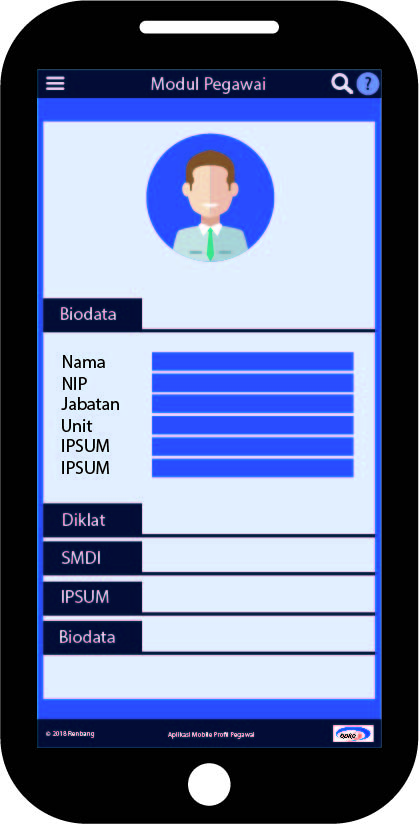 Modul Pegawai
?
Biodata
Nama
NIP
Jabatan
Unit
IPSUM
IPSUM
Diklat
SMDI
IPSUM
Biodata
© 2018 Renbang
Aplikasi Mobile Profil Pegawai